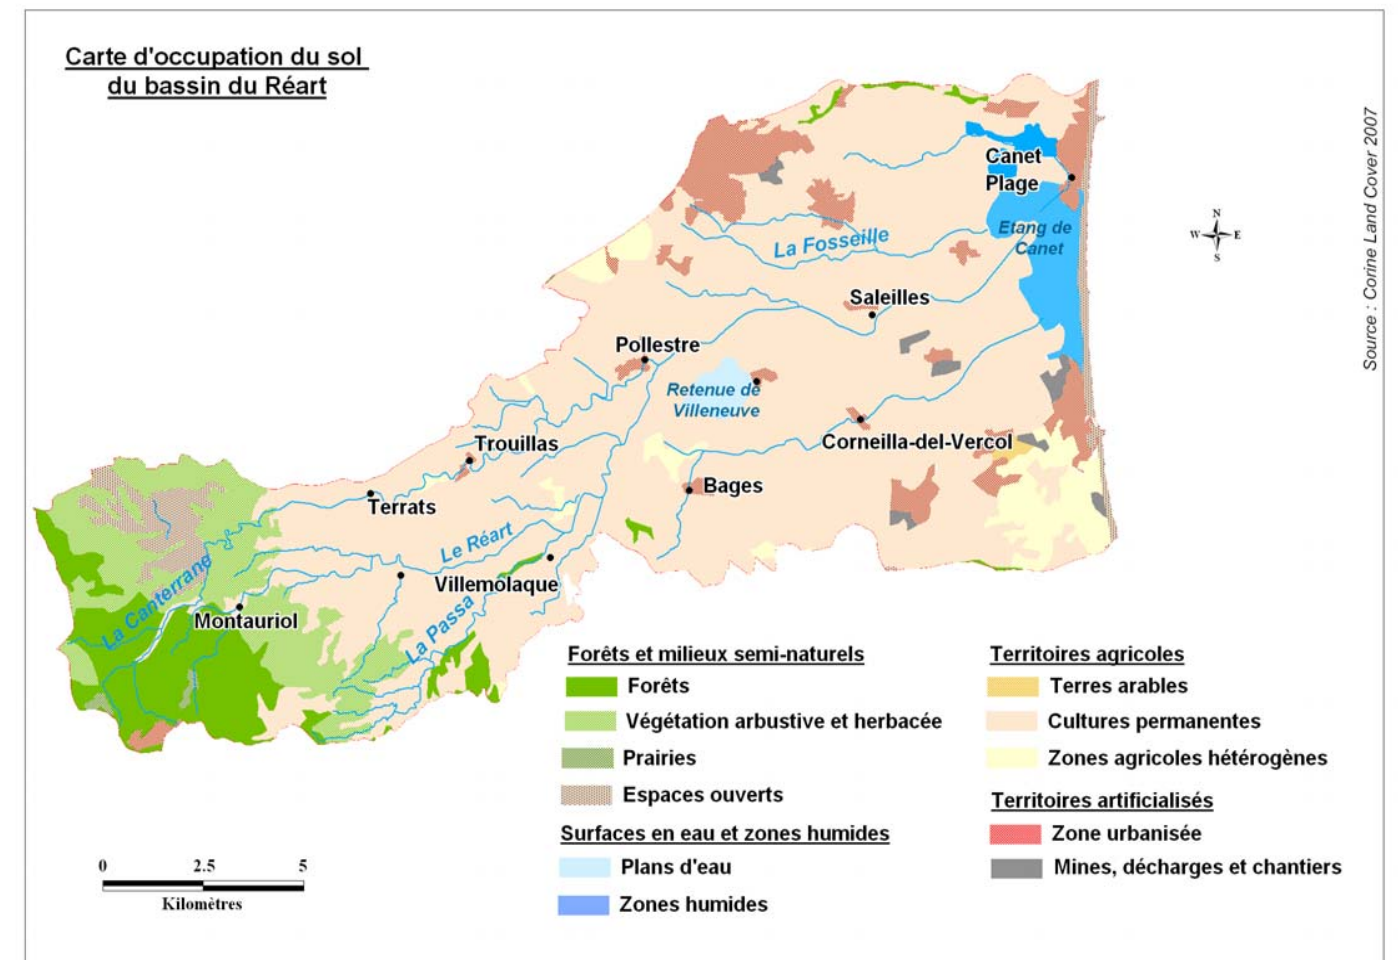 Carte d'occupation du sol
du bassin du Réart
Source : Corine Land Cover 2007
Canet
Plage
N
W E
S
Etang de
Canet
La Fosseille
Saleilles
Pollestre
Retenue de
Villeneuve
Corneilla-del-Vercol
Trouillas
Bages
Terrats
Le Réart
Villemolaque
La Canterrane
Montauriol
La Passa
Forêts et milieux semi-naturels
Forêts
Végétation arbustive et herbacée
Prairies
Espaces ouverts
Surfaces en eau et zones humides
Plans d'eau
Zones humides
Territoires agricoles
Terres arables
Cultures permanentes
Zones agricoles hétérogènes
Territoires artificialisés
Zone urbanisée
Mines, décharges et chantiers
0 2.5 5
Kilomètres